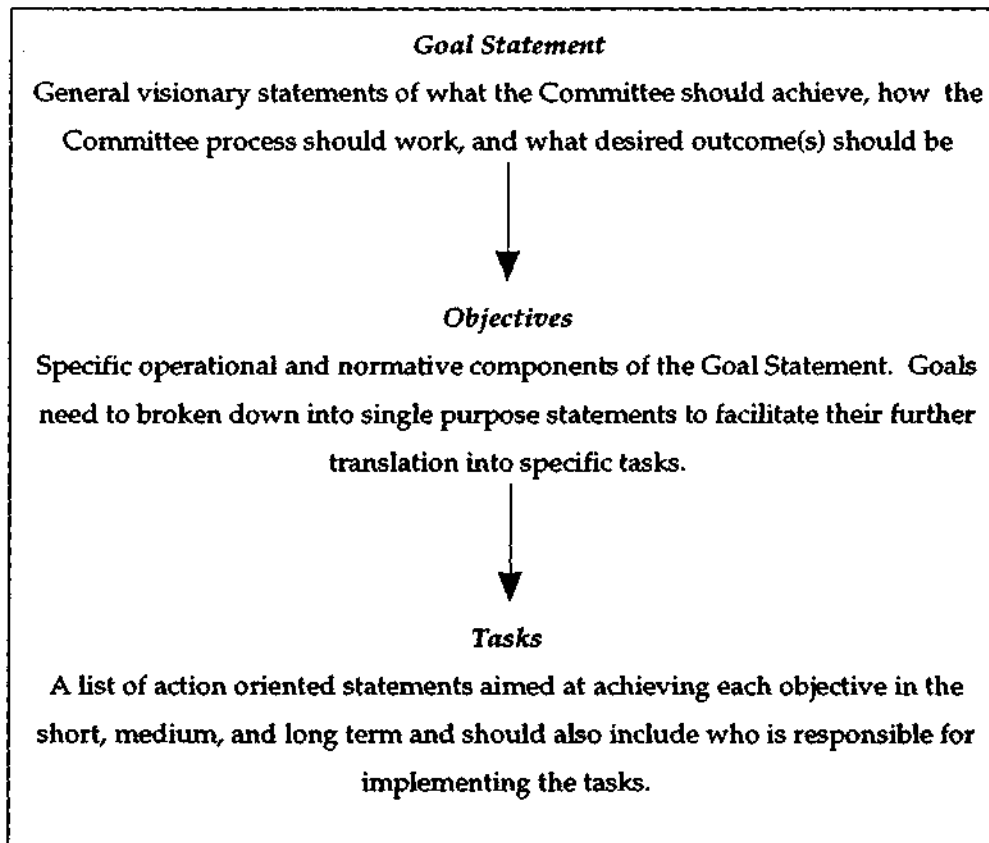 Goal Statement
General visionary statements of what the Committee should achieve, how the
Committee process should work, and what desired outcome(s) should be
Objectives
Specific operational and normative components of the Goal Statement. Goals
need to broken down into single purpose statements to facilitate their further
translation into specific tasks.
Tasks
A list of action oriented statements aimed at achieving each objective in the
short, medium, and long term and should also include who is responsible for
implementing the tasks.